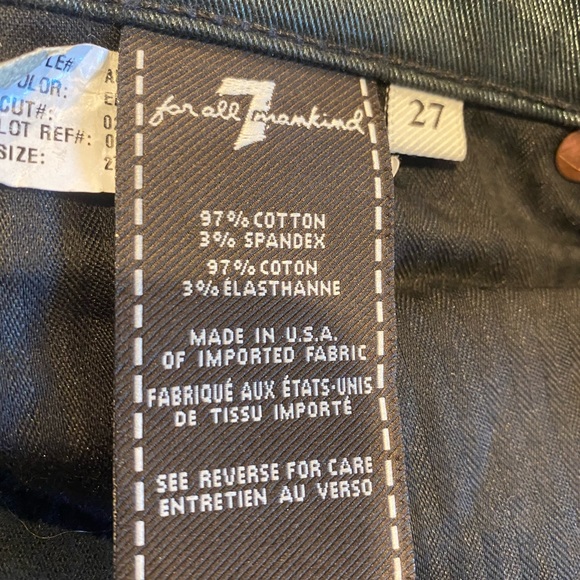 COLOR:
CUT#:
LOT REF#:
SIZE:
7
for all mankind
27
97% COTTON
3% SPANDEX
97% COTON
3% ÉLASTHANNE
MADE IN U.S.A.
OF IMPORTED FABRIC
FABRIQUÉ AUX ÉTATS-UNIS
DE TISSU IMPORTÉ
SEE REVERSE FOR CARE
ENTRETIEN AU VERSO